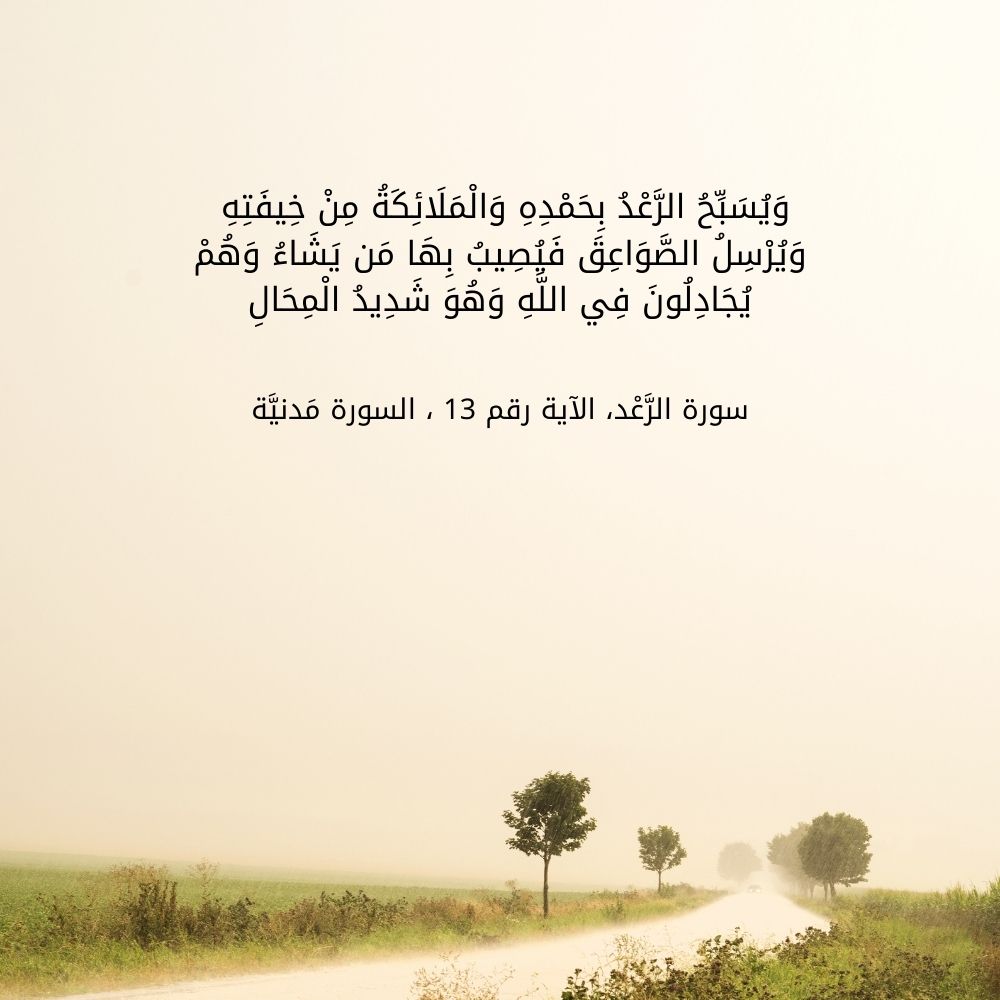 وَيُسَبِّحُ الرَّعْدُ بِحَمْدِهِ وَالْمَلَائِكَةُ مِنْ خِيفَتِهِ
وَيُرْسِلُ الصَّوَاعِقَ فَيُصِيبُ بِهَا مَن يَشَاءُ وَهُمْ
يُجَادِلُونَ فِي اللَّهِ وَهُوَ شَدِيدُ الْمِحَالِ
سورة الرَّعْد، الآية رقم 13 ، السورة مَدنيَّة